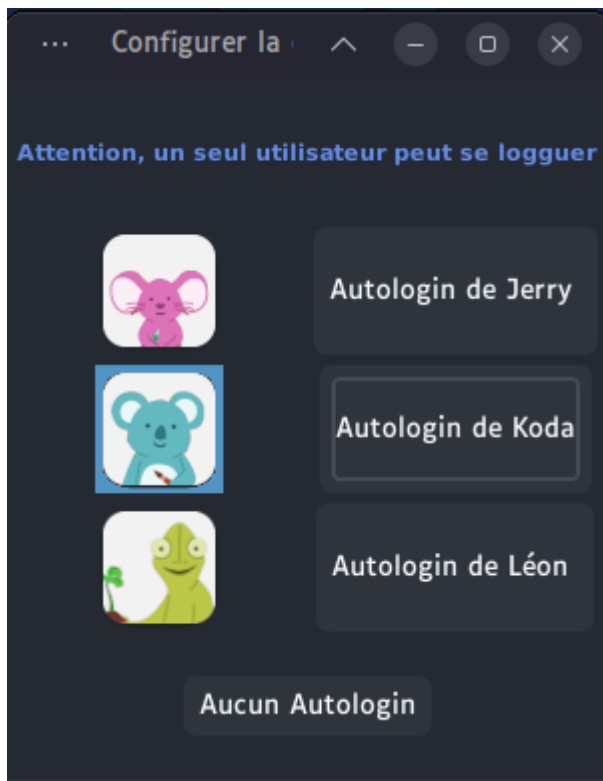 Configurer la
Attention, un seul utilisateur peut se logguer
Autologin de Jerry
Autologin de Koda
Autologin de Léon
Aucun Autologin